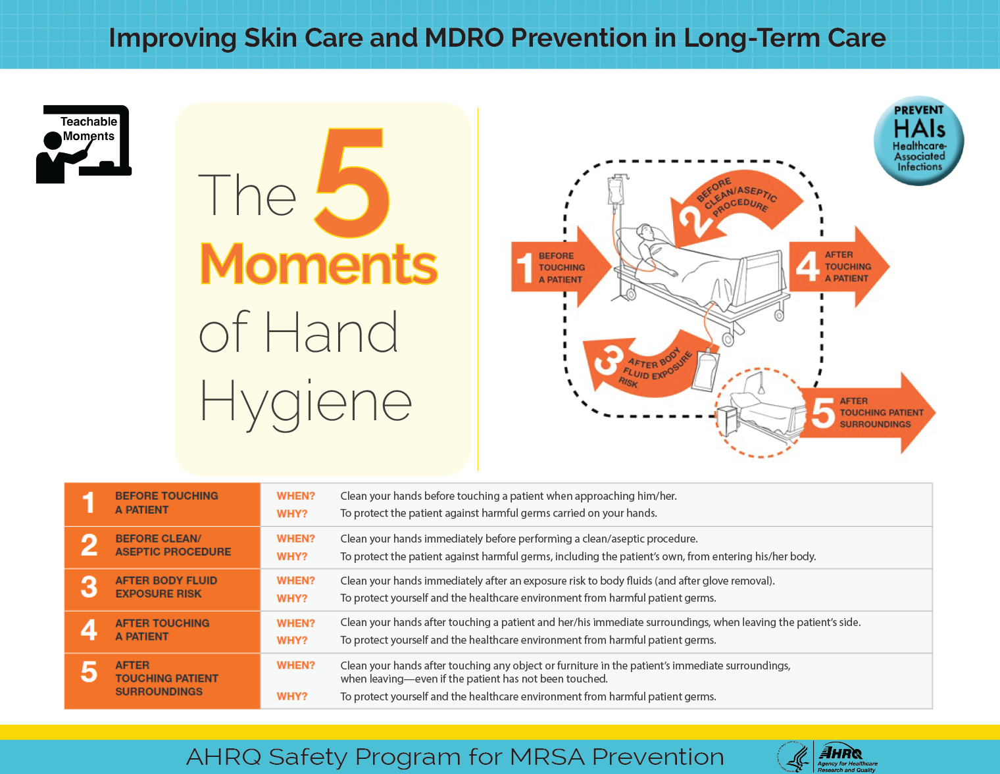 Improving Skin Care and MDRO Prevention in Long-Term Care
Teachable
Moments
The 5
Moments
of Hand
Hygiene
PREVENT
HAIs
Healthcare-
Associated
Infections
1 BEFORE
TOUCHING
A PATIENT
2 BEFORE
CLEAN/ASEPTIC
PROCEDURE
3 AFTER BODY
FLUID EXPOSURE
RISK
4 AFTER
TOUCHING
A PATIENT
5 AFTER
TOUCHING PATIENT
SURROUNDINGS
1 BEFORE TOUCHING
A PATIENT
WHEN? Clean your hands before touching a patient when approaching him/her.
WHY? To protect the patient against harmful germs carried on your hands.
2 BEFORE CLEAN/
ASEPTIC PROCEDURE
WHEN? Clean your hands immediately before performing a clean/aseptic procedure.
WHY? To protect the patient against harmful germs, including the patient's own, from entering his/her body.
3 AFTER BODY FLUID
EXPOSURE RISK
WHEN? Clean your hands immediately after an exposure risk to body fluids (and after glove removal).
WHY? To protect yourself and the healthcare environment from harmful patient germs.
4 AFTER TOUCHING
A PATIENT
WHEN? Clean your hands after touching a patient and her/his immediate surroundings, when leaving the patient's side.
WHY? To protect yourself and the healthcare environment from harmful patient germs.
5 AFTER
TOUCHING PATIENT
SURROUNDINGS
WHEN? Clean your hands after touching any object or furniture in the patient's immediate surroundings,
when leaving—even if the patient has not been touched.
WHY? To protect yourself and the healthcare environment from harmful patient germs.
AHRQ Safety Program for MRSA Prevention
AHRQ
Agency for Healthcare
Research and Quality